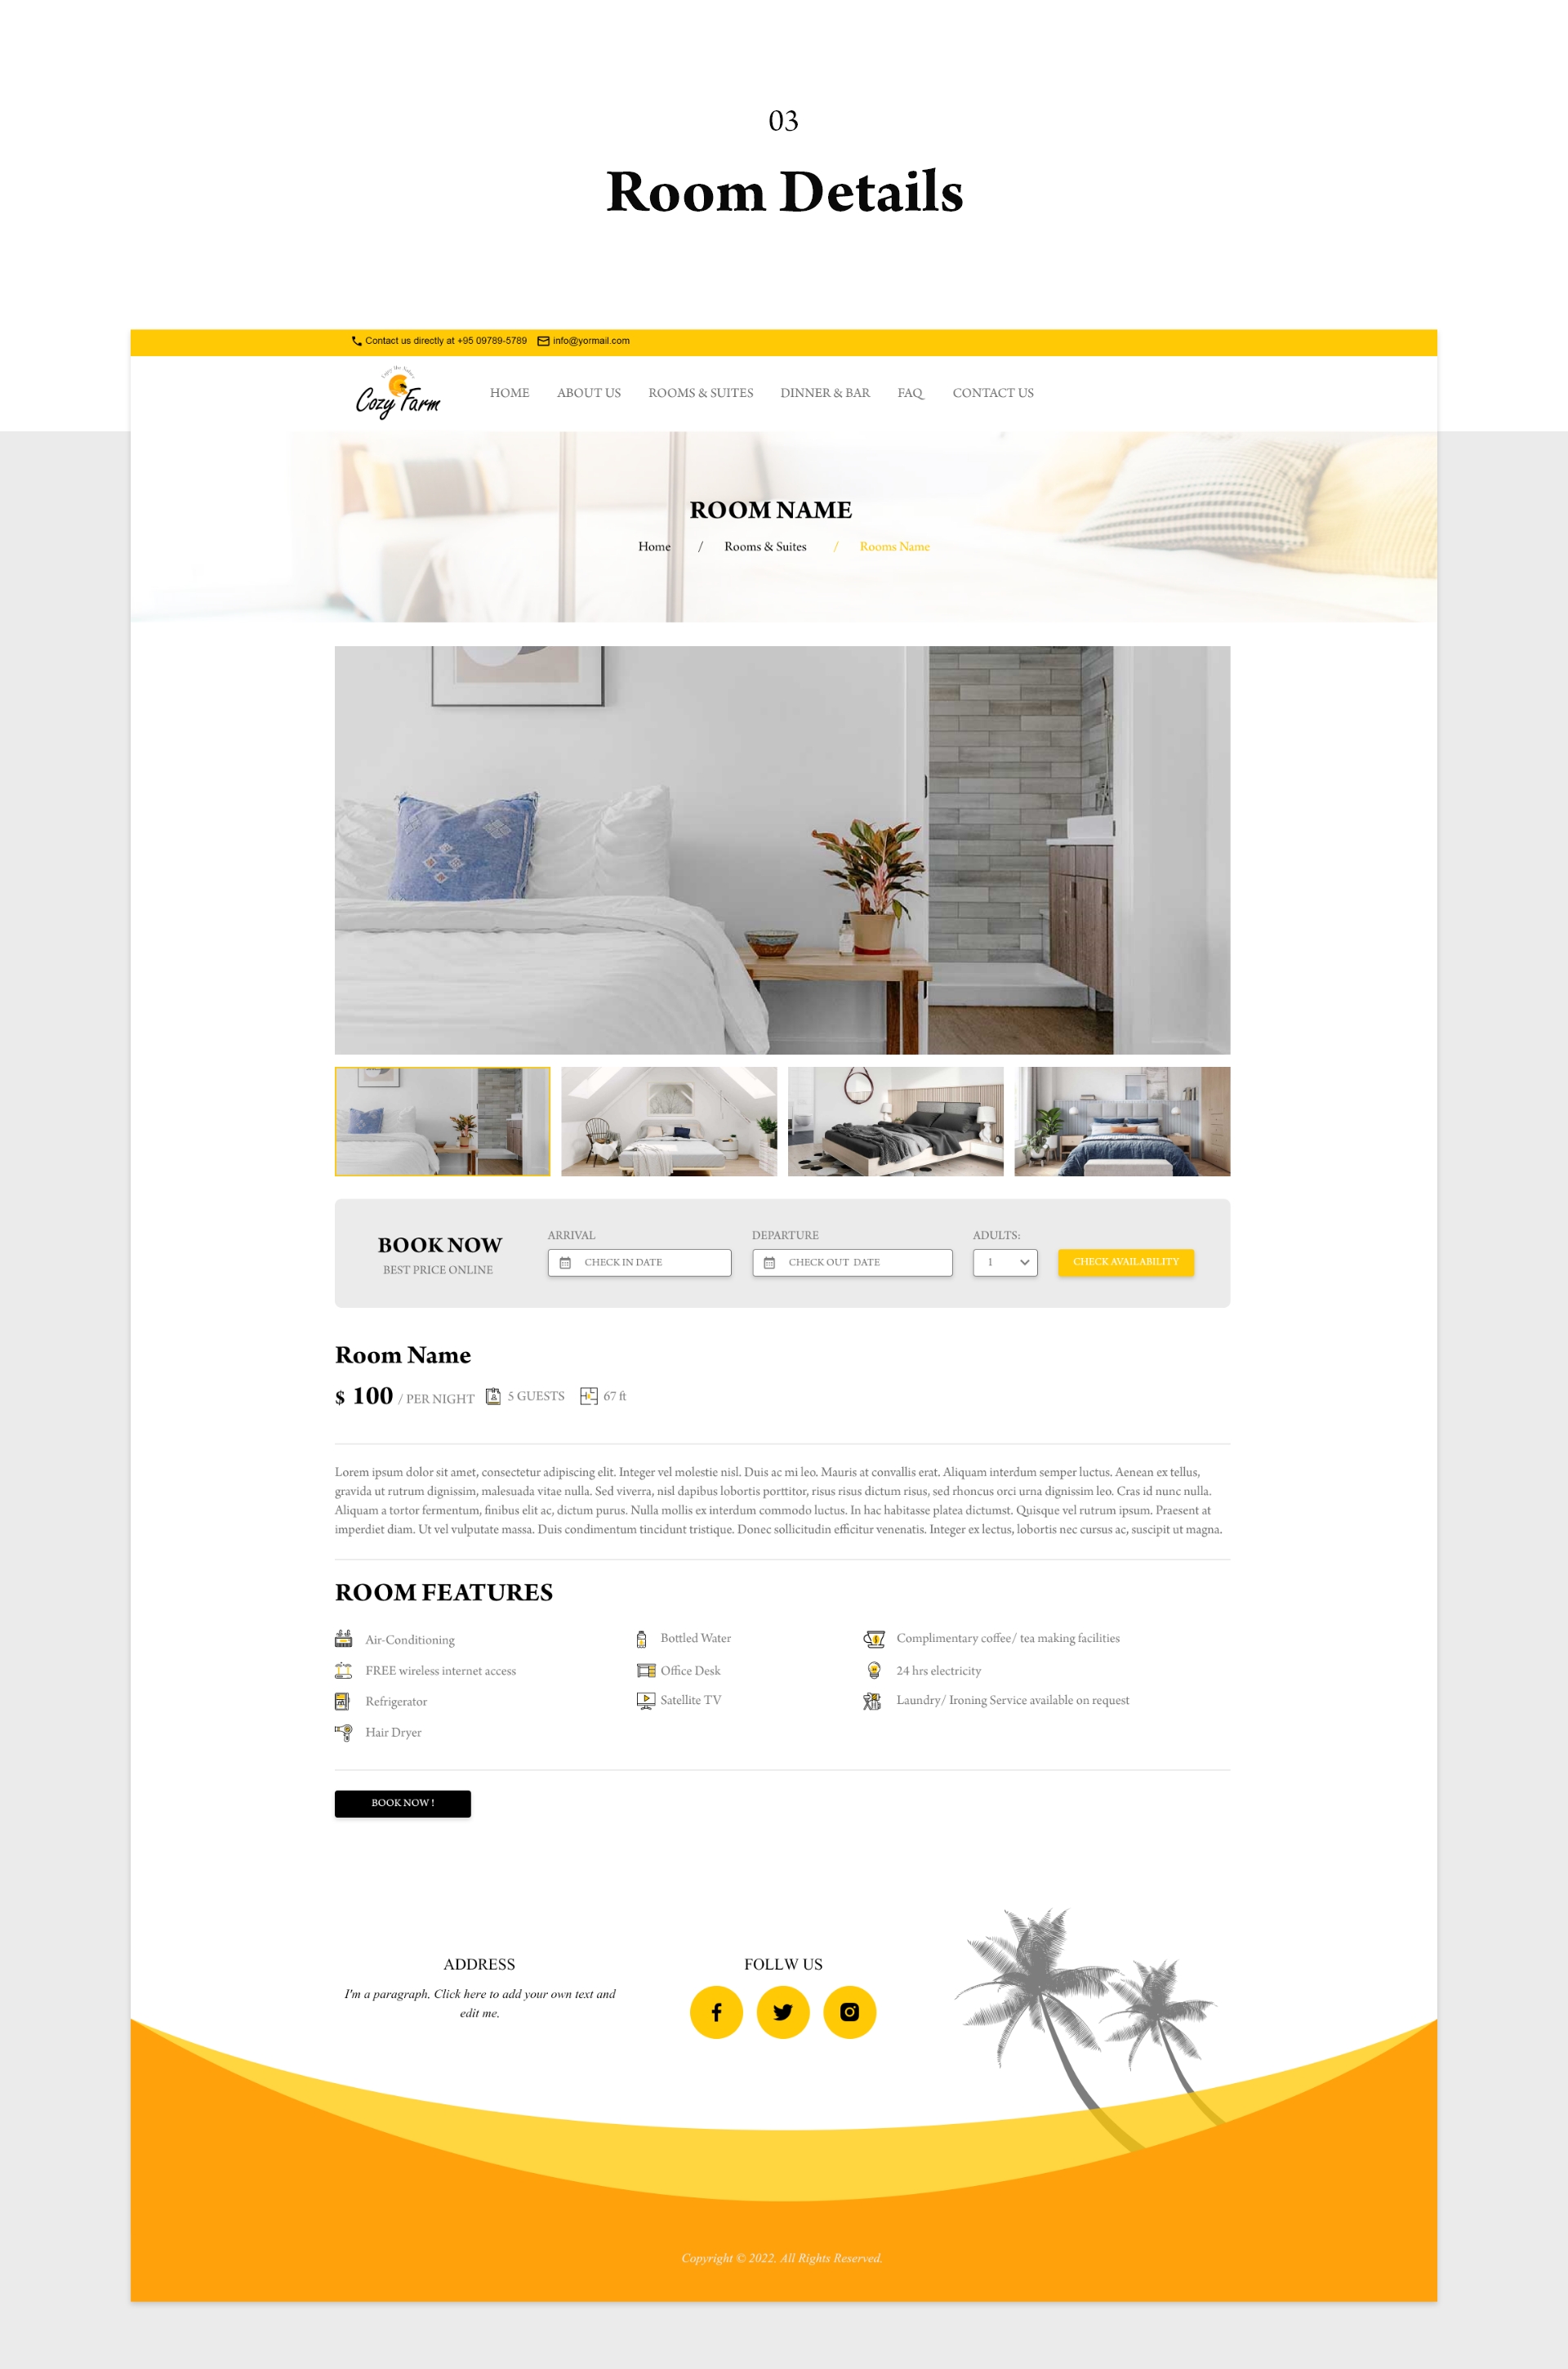 03
Room Details
Contact us directly at +95 09789-5789 info@yormail.com
Enjoy the Nature
Cozy Farm
HOME ABOUT US ROOMS & SUITES DINNER & BAR FAQ CONTACT US
ROOM NAME
Home / Rooms & Suites / Rooms Name
BOOK NOW
BEST PRICE ONLINE
ARRIVAL
CHECK IN DATE
DEPARTURE
CHECK OUT DATE
ADULTS:
1
CHECK AVAILABILITY
Room Name
$ 100 / PER NIGHT 5 GUESTS 67 ft
Lorem ipsum dolor sit amet, consectetur adipiscing elit. Integer vel molestie nisl. Duis ac mi leo. Mauris at convallis erat. Aliquam interdum semper luctus. Aenean ex tellus,
gravida ut rutrum dignissim, malesuada vitae nulla. Sed viverra, nisl dapibus lobortis porttitor, risus risus dictum risus, sed rhoncus orci urna dignissim leo. Cras id nunc nulla.
Aliquam a tortor fermentum, finibus elit ac, dictum purus. Nulla mollis ex interdum commodo luctus. In hac habitasse platea dictumst. Quisque vel rutrum ipsum. Praesent at
imperdiet diam. Ut vel vulputate massa. Duis condimentum tincidunt tristique. Donec sollicitudin efficitur venenatis. Integer ex lectus, lobortis nec cursus ac, suscipit ut magna.
ROOM FEATURES
Air-Conditioning
FREE wireless internet access
Refrigerator
Hair Dryer
Bottled Water
Office Desk
Satellite TV
Complimentary coffee/ tea making facilities
24 hrs electricity
Laundry/ Ironing Service available on request
BOOK NOW !
ADDRESS
I'm a paragraph. Click here to add your own text and
edit me.
FOLLW US
Copyright © 2022. All Rights Reserved.